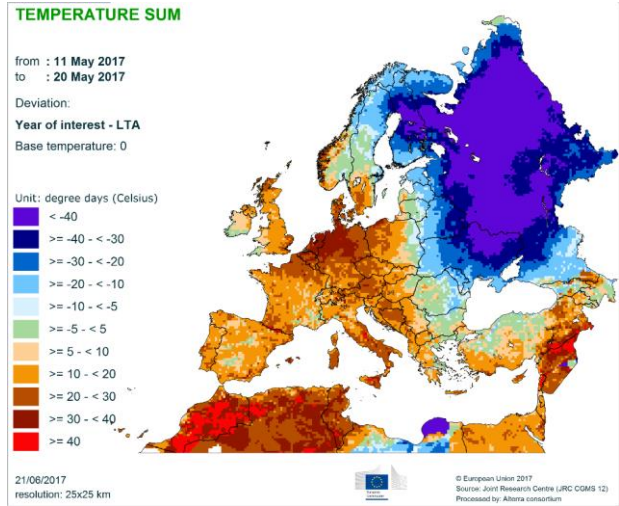 TEMPERATURE SUM
from : 11 May 2017
to : 20 May 2017
Deviation:
Year of interest - LTA
Base temperature: 0
Unit: degree days (Celsius)
< -40
>= -40 - < -30
>= -30 - < -20
>= -20 - < -10
>= -10 - < -5
>= -5 - < 5
>= 5 - < 10
>= 10 - < 20
>= 20 - < 30
>= 30 - < 40
>= 40
21/06/2017
resolution: 25x25 km
© European Union 2017
Source: Joint Research Centre (JRC CGMS 12)
Processed by: Alterra consortium